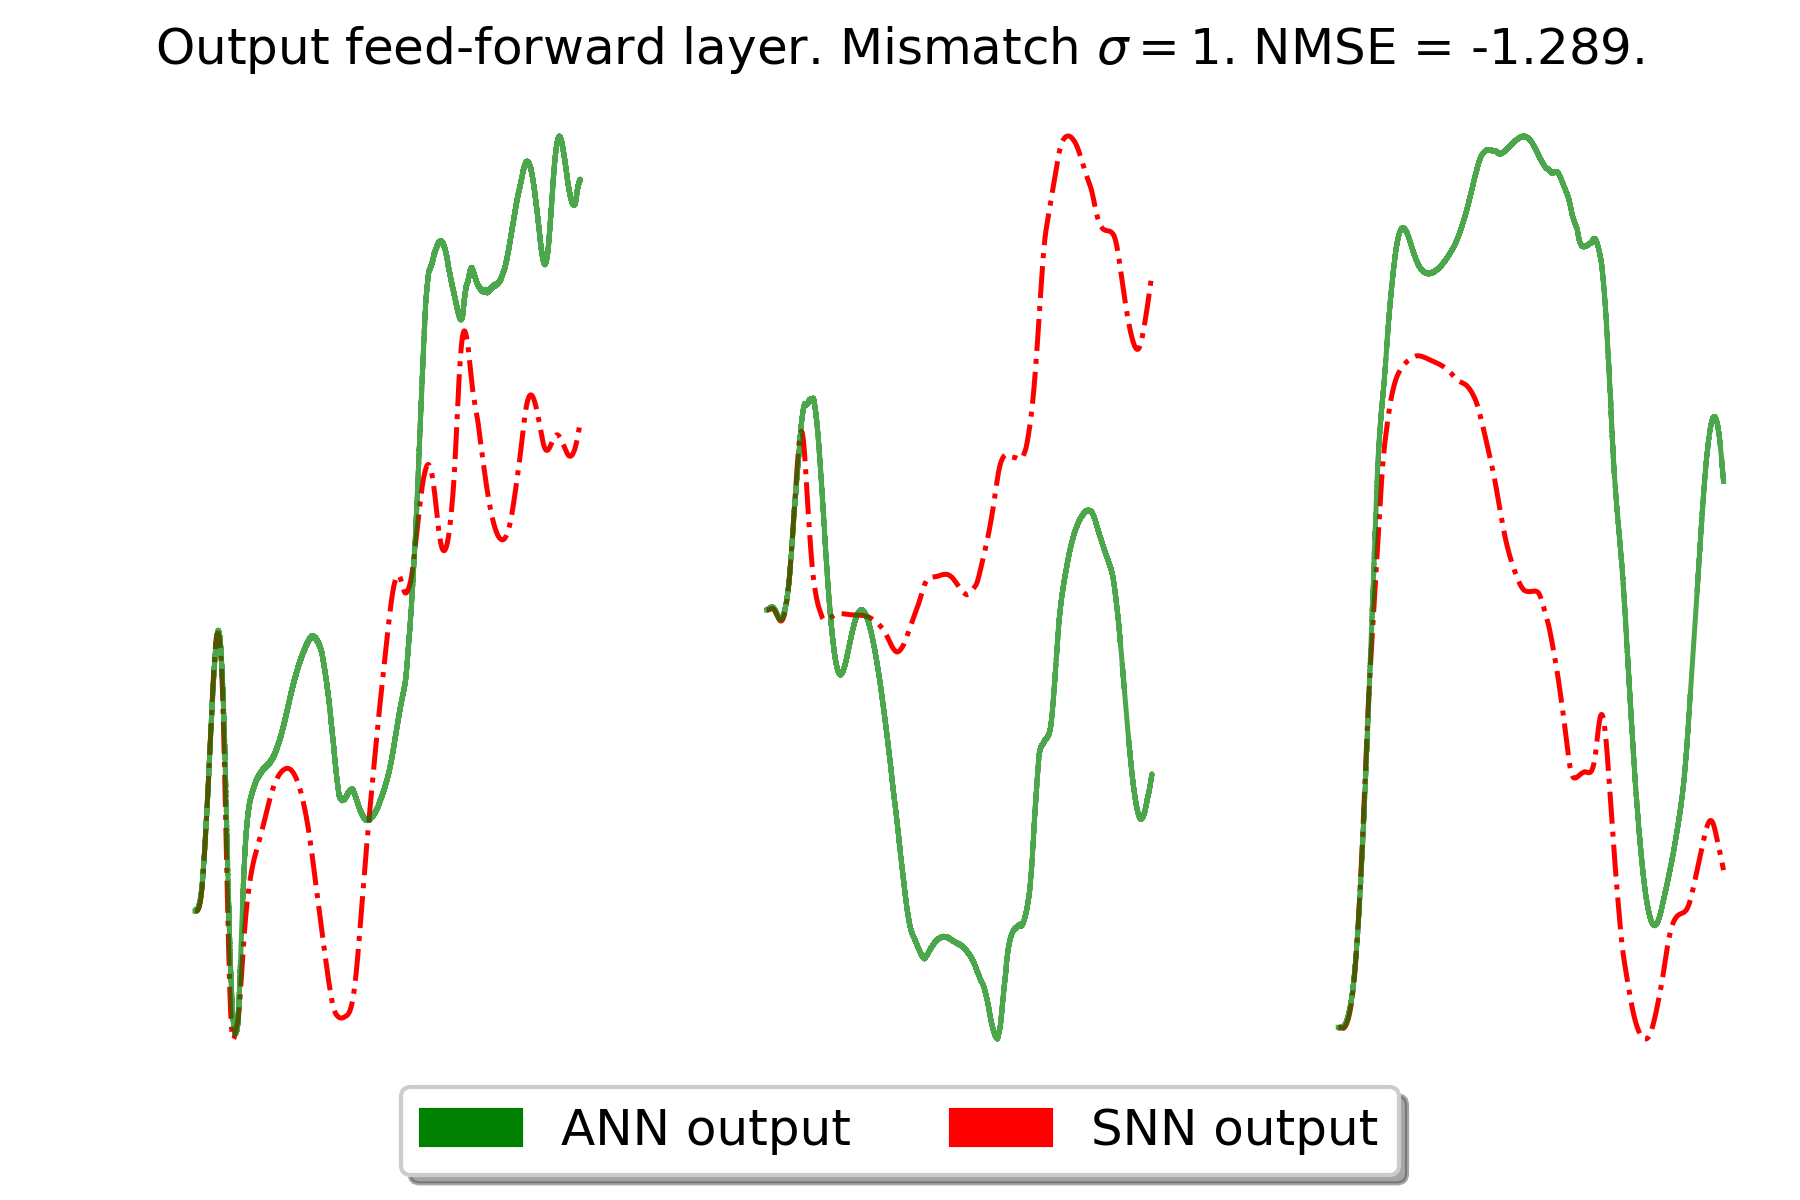 Output feed-forward layer. Mismatch σ = 1. NMSE = -1.289.
ANN output
SNN output